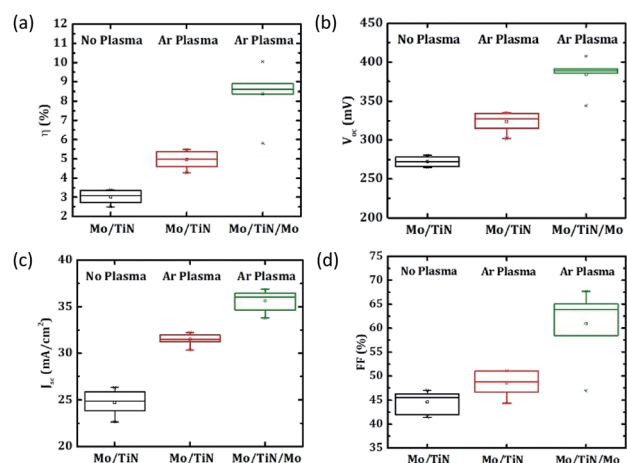 (a)
No Plasma Ar Plasma Ar Plasma
12
11
10
9
8
7
6
5
4
3
2
η (%)
Mo/TiN Mo/TiN Mo/TiN/Mo
(b)
No Plasma Ar Plasma Ar Plasma
450
400
350
300
250
200
Voc (mV)
Mo/TiN Mo/TiN Mo/TiN/Mo
(c)
No Plasma Ar Plasma Ar Plasma
40
35
30
25
20
Jsc (mA/cm²)
Mo/TiN Mo/TiN Mo/TiN/Mo
(d)
No Plasma Ar Plasma Ar Plasma
75
70
65
60
55
50
45
40
35
FF (%)
Mo/TiN Mo/TiN Mo/TiN/Mo